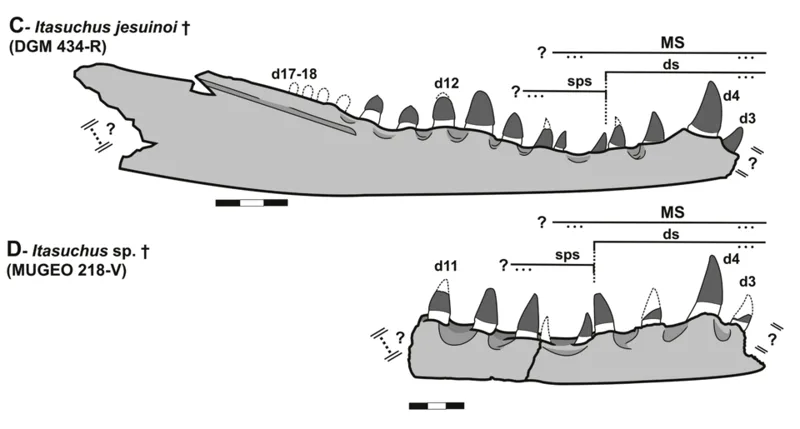 C- Itasuchus jesuinoi †
(DGM 434-R)
? MS
...
ds
...
? sps
...
d17-18
d12
d4
d3
?
?
D- Itasuchus sp. †
(MUGEO 218-V)
? MS
... ...
ds
...
? sps
...
d11
d4
d3
?
?